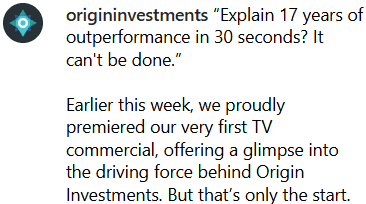 origininvestments “Explain 17 years of
outperformance in 30 seconds? It
can't be done.”
Earlier this week, we proudly
premiered our very first TV
commercial, offering a glimpse into
the driving force behind Origin
Investments. But that’s only the start.